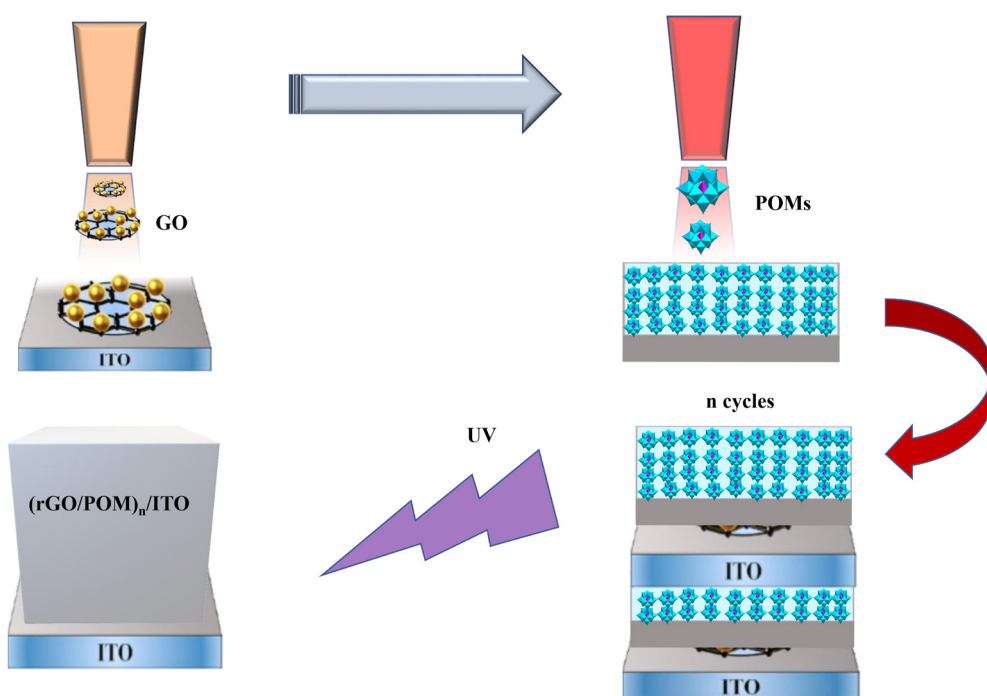 GO
POMs
ITO
n cycles
UV
(rGO/POM)n/ITO
ITO
ITO
ITO